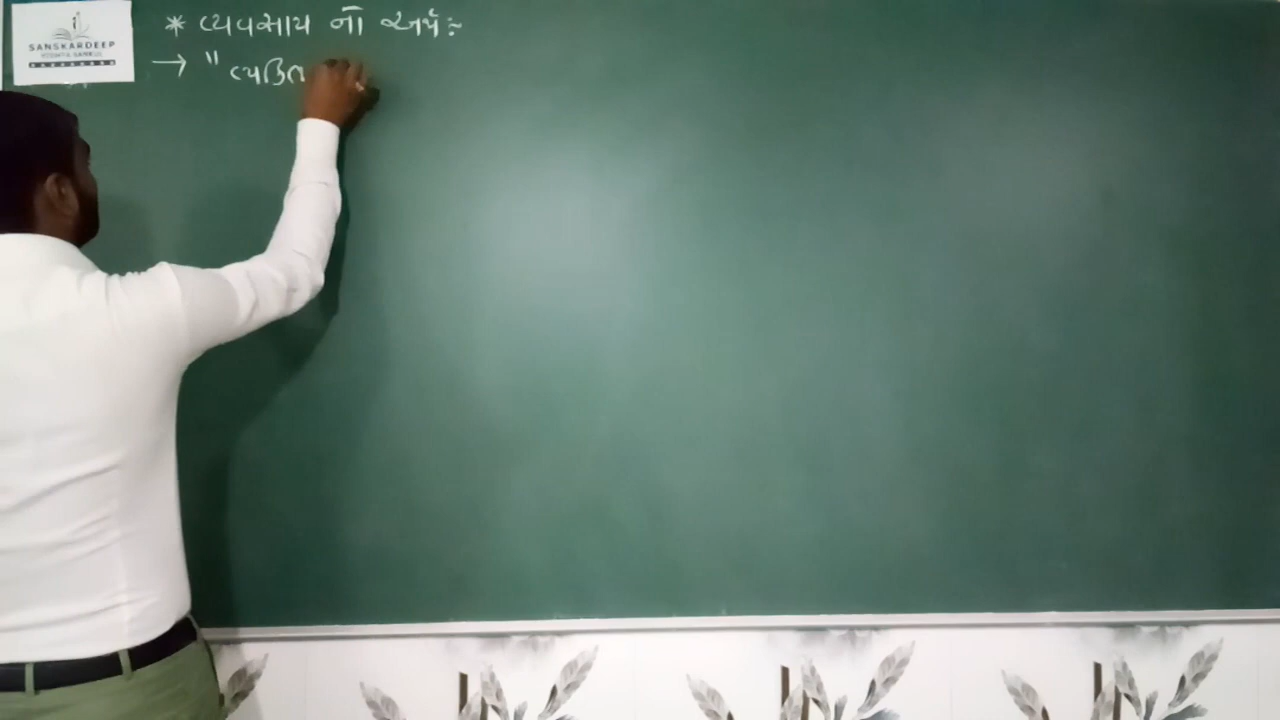 SANSKARDEEP
* વ્યવસાય નો અર્થ :-
→ " વ્યક્તિ